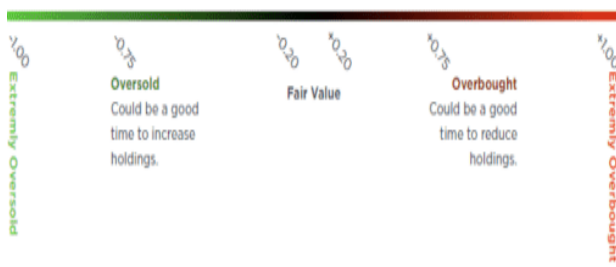 -1.00
-0.75
-0.20
+0.20
+0.75
+1.00
Extremly Oversold
Oversold
Could be a good
time to increase
holdings.
Fair Value
Overbought
Could be a good
time to reduce
holdings.
Extremly Overbought